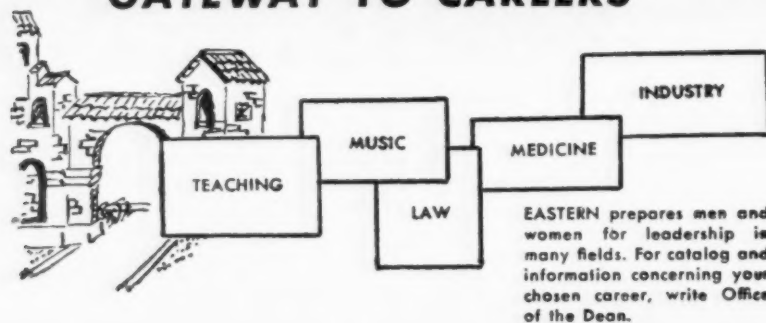 GATEWAY TO CAREERS
INDUSTRY
MUSIC
MEDICINE
TEACHING
LAW
EASTERN prepares men and
women for leadership in
many fields. For catalog and
information concerning your
chosen career, write Office
of the Dean.